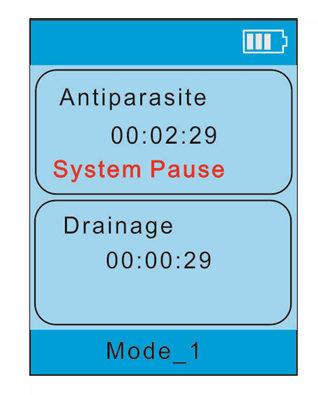 Antiparasite
00:02:29
System Pause
Drainage
00:00:29
Mode_1